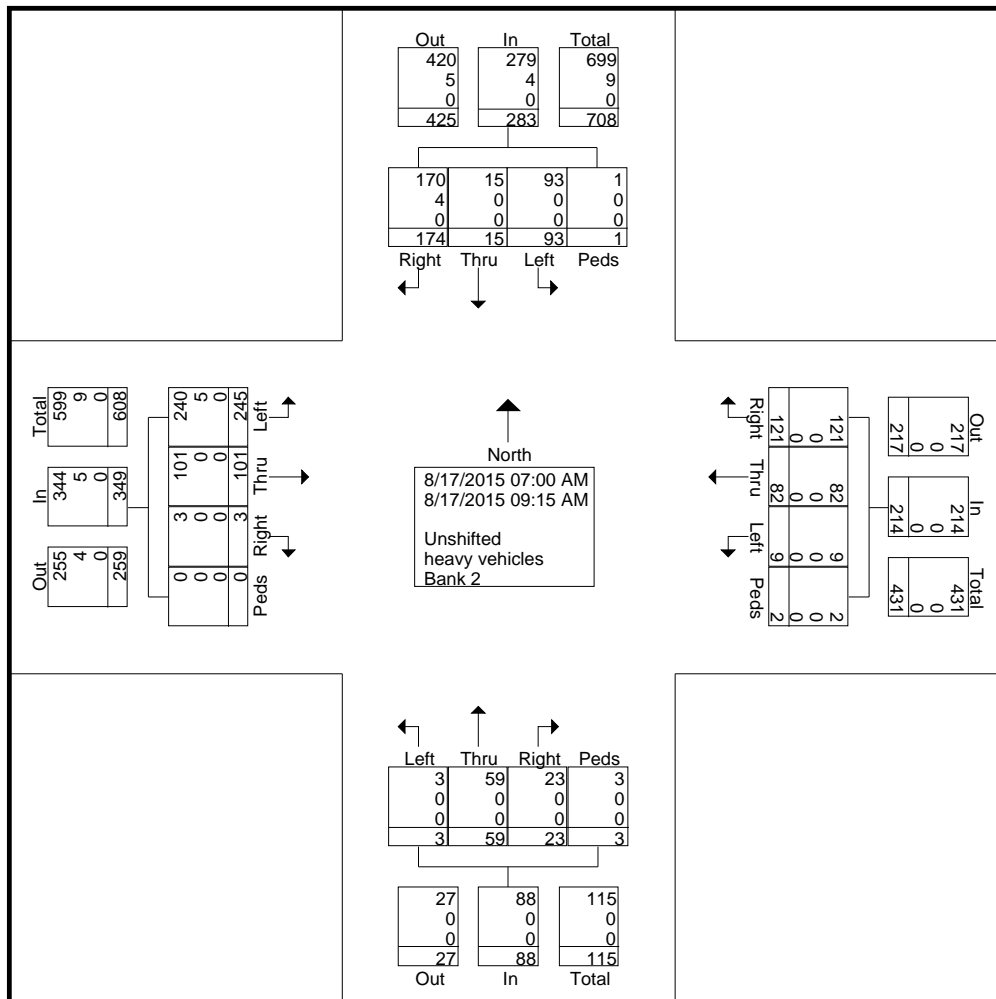 Out In Total
420 279 699
5 4 9
0 0 0
425 283 708
170 15 93 1
4 0 0 0
0 0 0 0
174 15 93 1
Right Thru Left Peds
Total
599 9 0 608
In
344 5 0 349
Out
255 4 0 259
240 5 0 245
Left
101 0 0 101
Thru
3 0 0 3
Right
0 0 0 0
Peds
North
8/17/2015 07:00 AM
8/17/2015 09:15 AM
Unshifted
heavy vehicles
Bank 2
Right
121 0 0 121
Thru
82 0 0 82
Left
9 0 0 9
Peds
2 0 0 2
Out
217 0 0 217
In
214 0 0 214
Total
431 0 0 431
Left Thru Right Peds
3 59 23 3
0 0 0 0
0 0 0 0
3 59 23 3
27 88 115
0 0 0
0 0 0
27 88 115
Out In Total